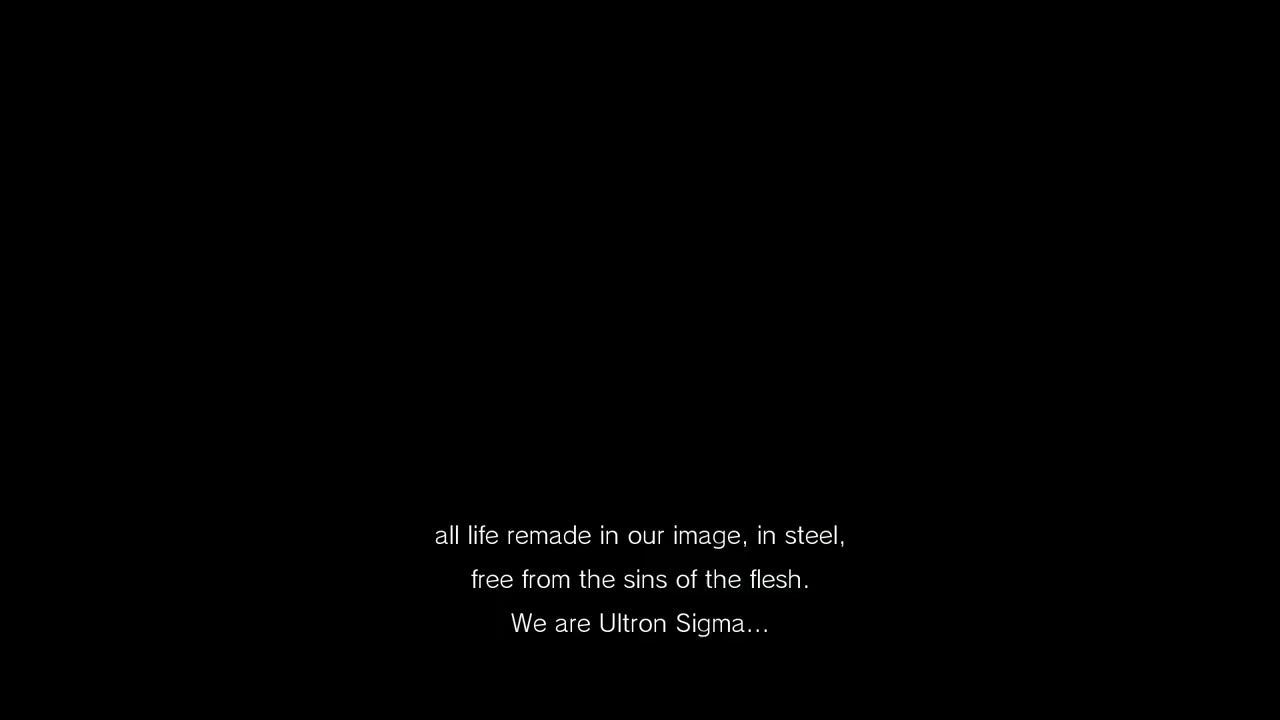 all life remade in our image, in steel,
free from the sins of the flesh.
We are Ultron Sigma...